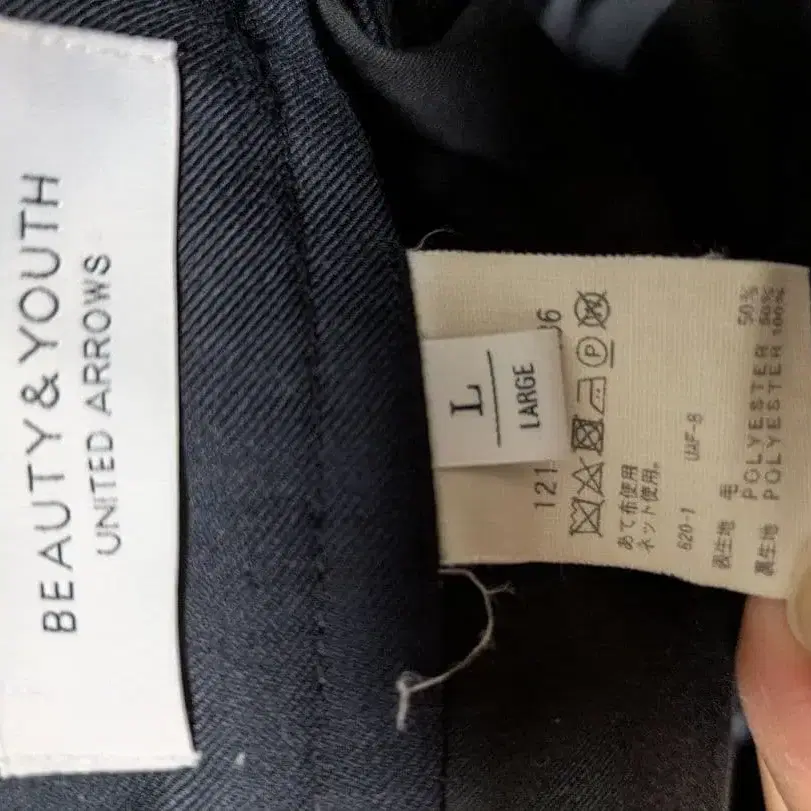 BEAUTY&YOUTH
UNITED ARROWS
L
LARGE
121
36
P
W
あて布使用
ネット使用。
620-1
UAF-8
表生地 毛 50%
POLYESTER 50%
裏生地 POLYESTER 100%